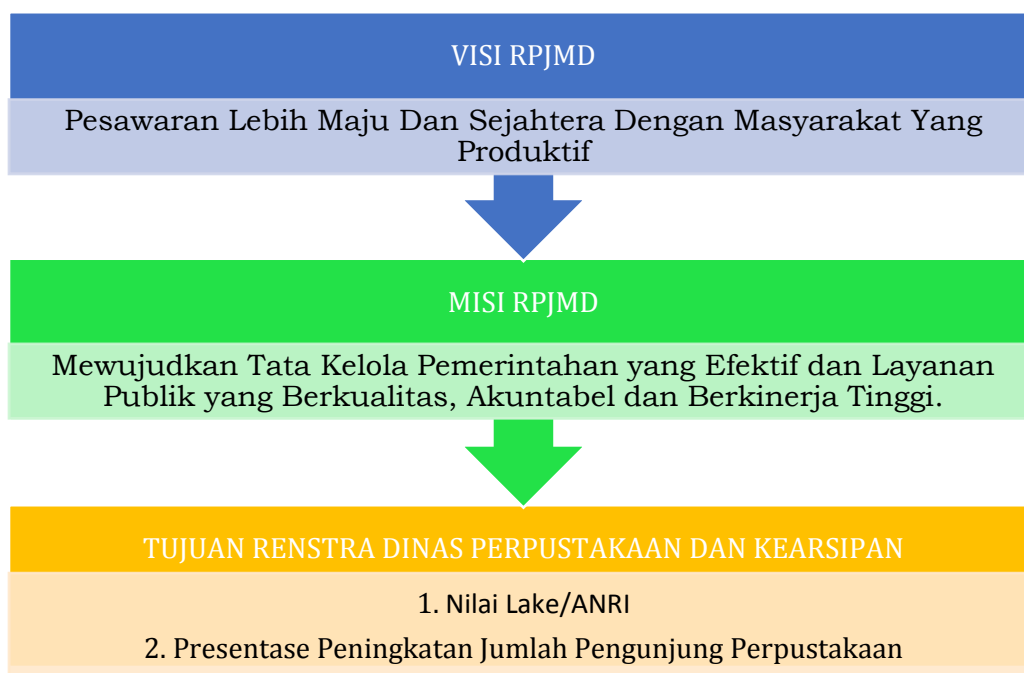 VISI RPJMD
Pesawaran Lebih Maju Dan Sejahtera Dengan Masyarakat Yang
Produktif
MISI RPJMD
Mewujudkan Tata Kelola Pemerintahan yang Efektif dan Layanan
Publik yang Berkualitas, Akuntabel dan Berkinerja Tinggi.
TUJUAN RENSTRA DINAS PERPUSTAKAAN DAN KEARSIPAN
1. Nilai Lake/ANRI
2. Presentase Peningkatan Jumlah Pengunjung Perpustakaan